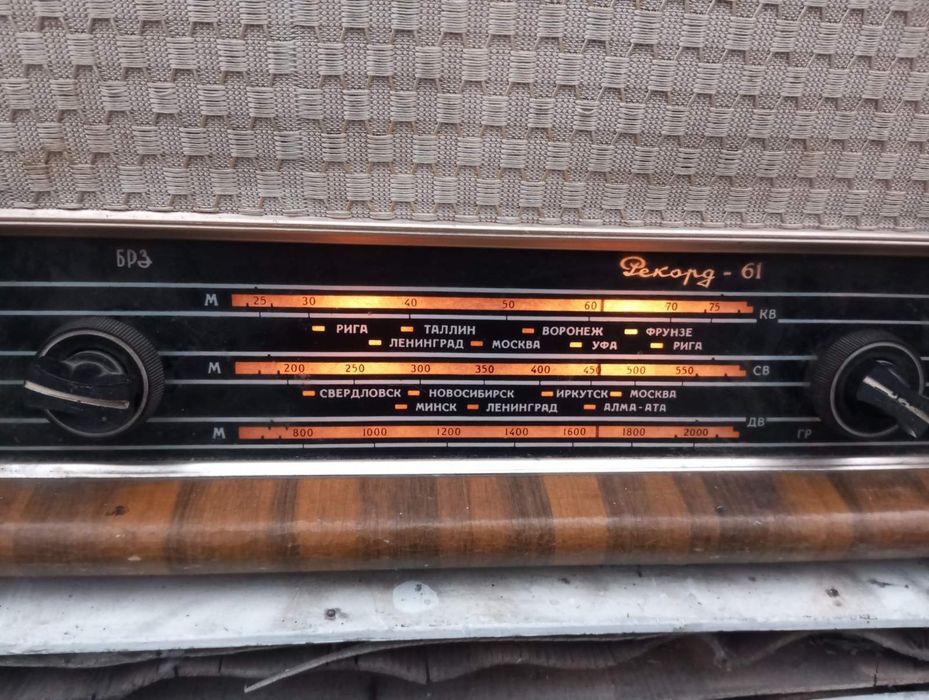 БРЗ
Рекорд - 61
М 25 30 40 50 60 70 75 КВ
РИГА ТАЛЛИН ВОРОНЕЖ ФРУНЗЕ
ЛЕНИНГРАД МОСКВА УФА РИГА
М 200 250 300 350 400 450 500 550 СВ
СВЕРДЛОВСК НОВОСИБИРСК ИРКУТСК МОСКВА
МИНСК ЛЕНИНГРАД АЛМА-АТА
М 800 1000 1200 1400 1600 1800 2000 ДВ
ГР